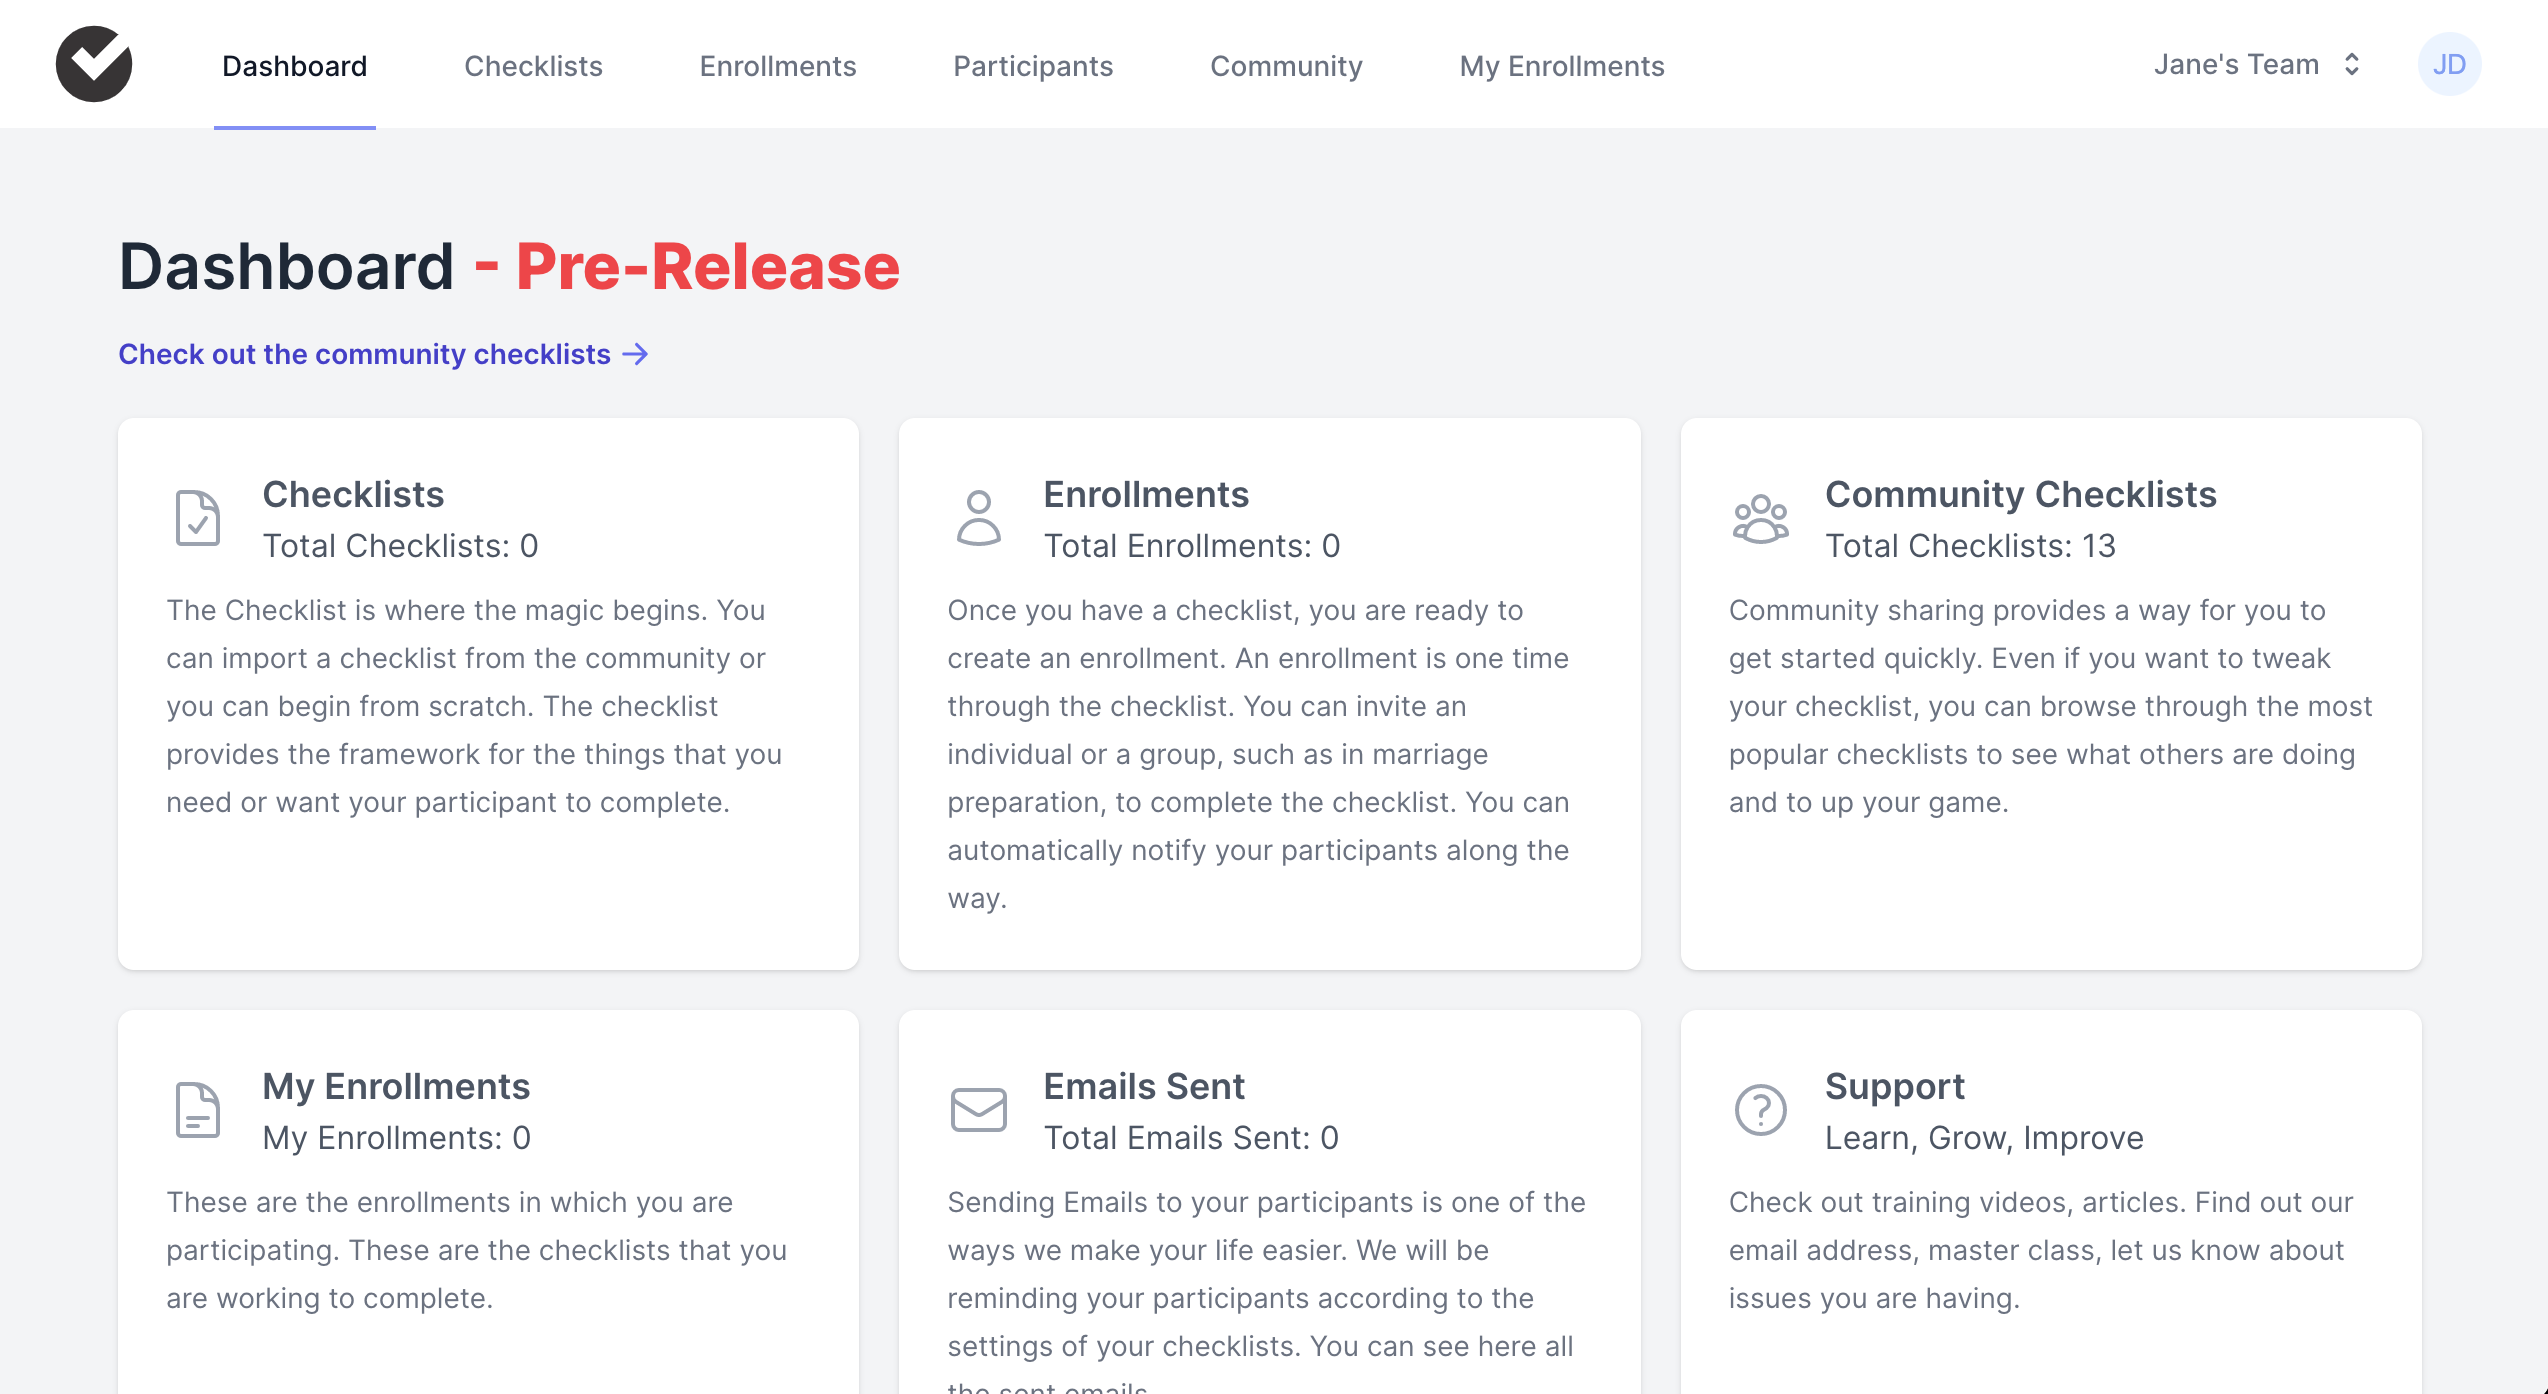 Dashboard
Checklists
Enrollments
Participants
Community
My Enrollments
Jane's Team
JD
Dashboard - Pre-Release
Check out the community checklists →
Checklists
Total Checklists: 0
The Checklist is where the magic begins. You
can import a checklist from the community or
you can begin from scratch. The checklist
provides the framework for the things that you
need or want your participant to complete.
Enrollments
Total Enrollments: 0
Once you have a checklist, you are ready to
create an enrollment. An enrollment is one time
through the checklist. You can invite an
individual or a group, such as in marriage
preparation, to complete the checklist. You can
automatically notify your participants along the
way.
Community Checklists
Total Checklists: 13
Community sharing provides a way for you to
get started quickly. Even if you want to tweak
your checklist, you can browse through the most
popular checklists to see what others are doing
and to up your game.
My Enrollments
My Enrollments: 0
These are the enrollments in which you are
participating. These are the checklists that you
are working to complete.
Emails Sent
Total Emails Sent: 0
Sending Emails to your participants is one of the
ways we make your life easier. We will be
reminding your participants according to the
settings of your checklists. You can see here all
the sent emails.
Support
Learn, Grow, Improve
Check out training videos, articles. Find out our
email address, master class, let us know about
issues you are having.